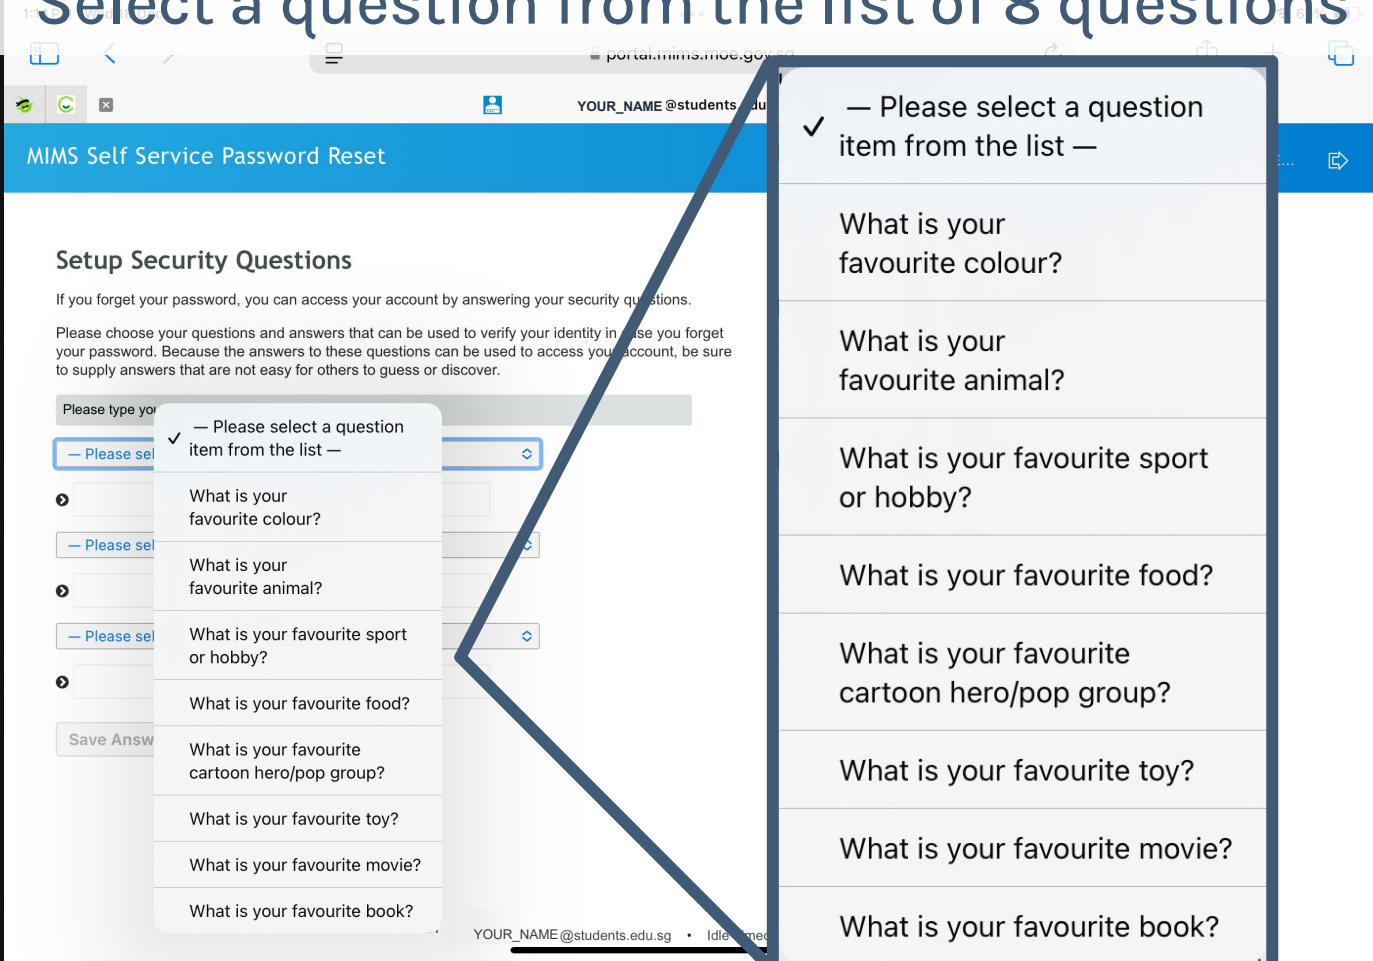 Select a question from the list of 8 questions
portal.mims.moe.gov.sg
YOUR_NAME @students.edu
MIMS Self Service Password Reset
Setup Security Questions
If you forget your password, you can access your account by answering your security questions.
Please choose your questions and answers that can be used to verify your identity in case you forget
your password. Because the answers to these questions can be used to access your account, be sure
to supply answers that are not easy for others to guess or discover.
Please type
— Please
— Please
— Please
Save
— Please select a question
item from the list —
What is your
favourite colour?
What is your
favourite animal?
What is your favourite sport
or hobby?
What is your favourite food?
What is your favourite
cartoon hero/pop group?
What is your favourite toy?
What is your favourite movie?
What is your favourite book?
YOUR_NAME@students.edu.sg • Idle
— Please select a question
item from the list —
What is your
favourite colour?
What is your
favourite animal?
What is your favourite sport
or hobby?
What is your favourite food?
What is your favourite
cartoon hero/pop group?
What is your favourite toy?
What is your favourite movie?
What is your favourite book?